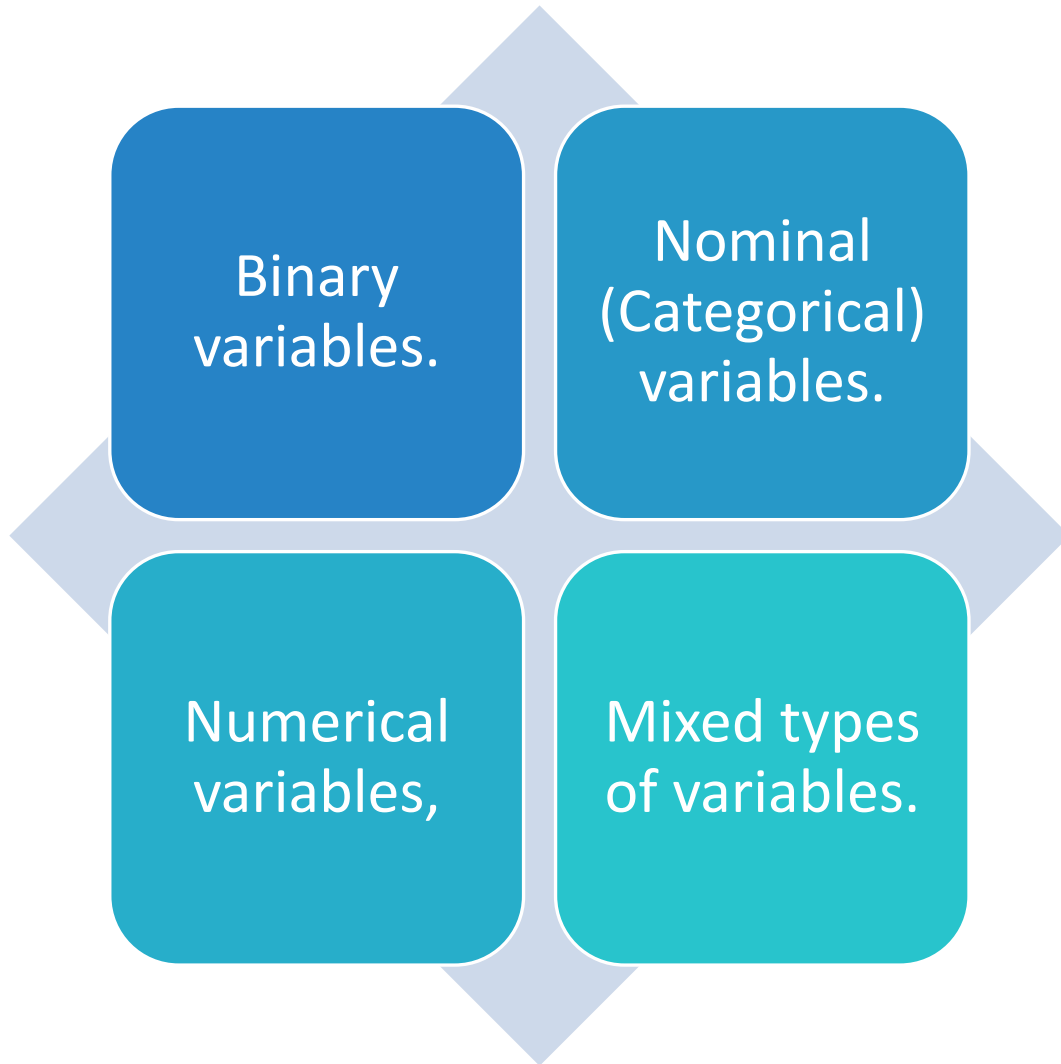 Binary
variables.
Nominal
(Categorical)
variables.
Numerical
variables,
Mixed types
of variables.